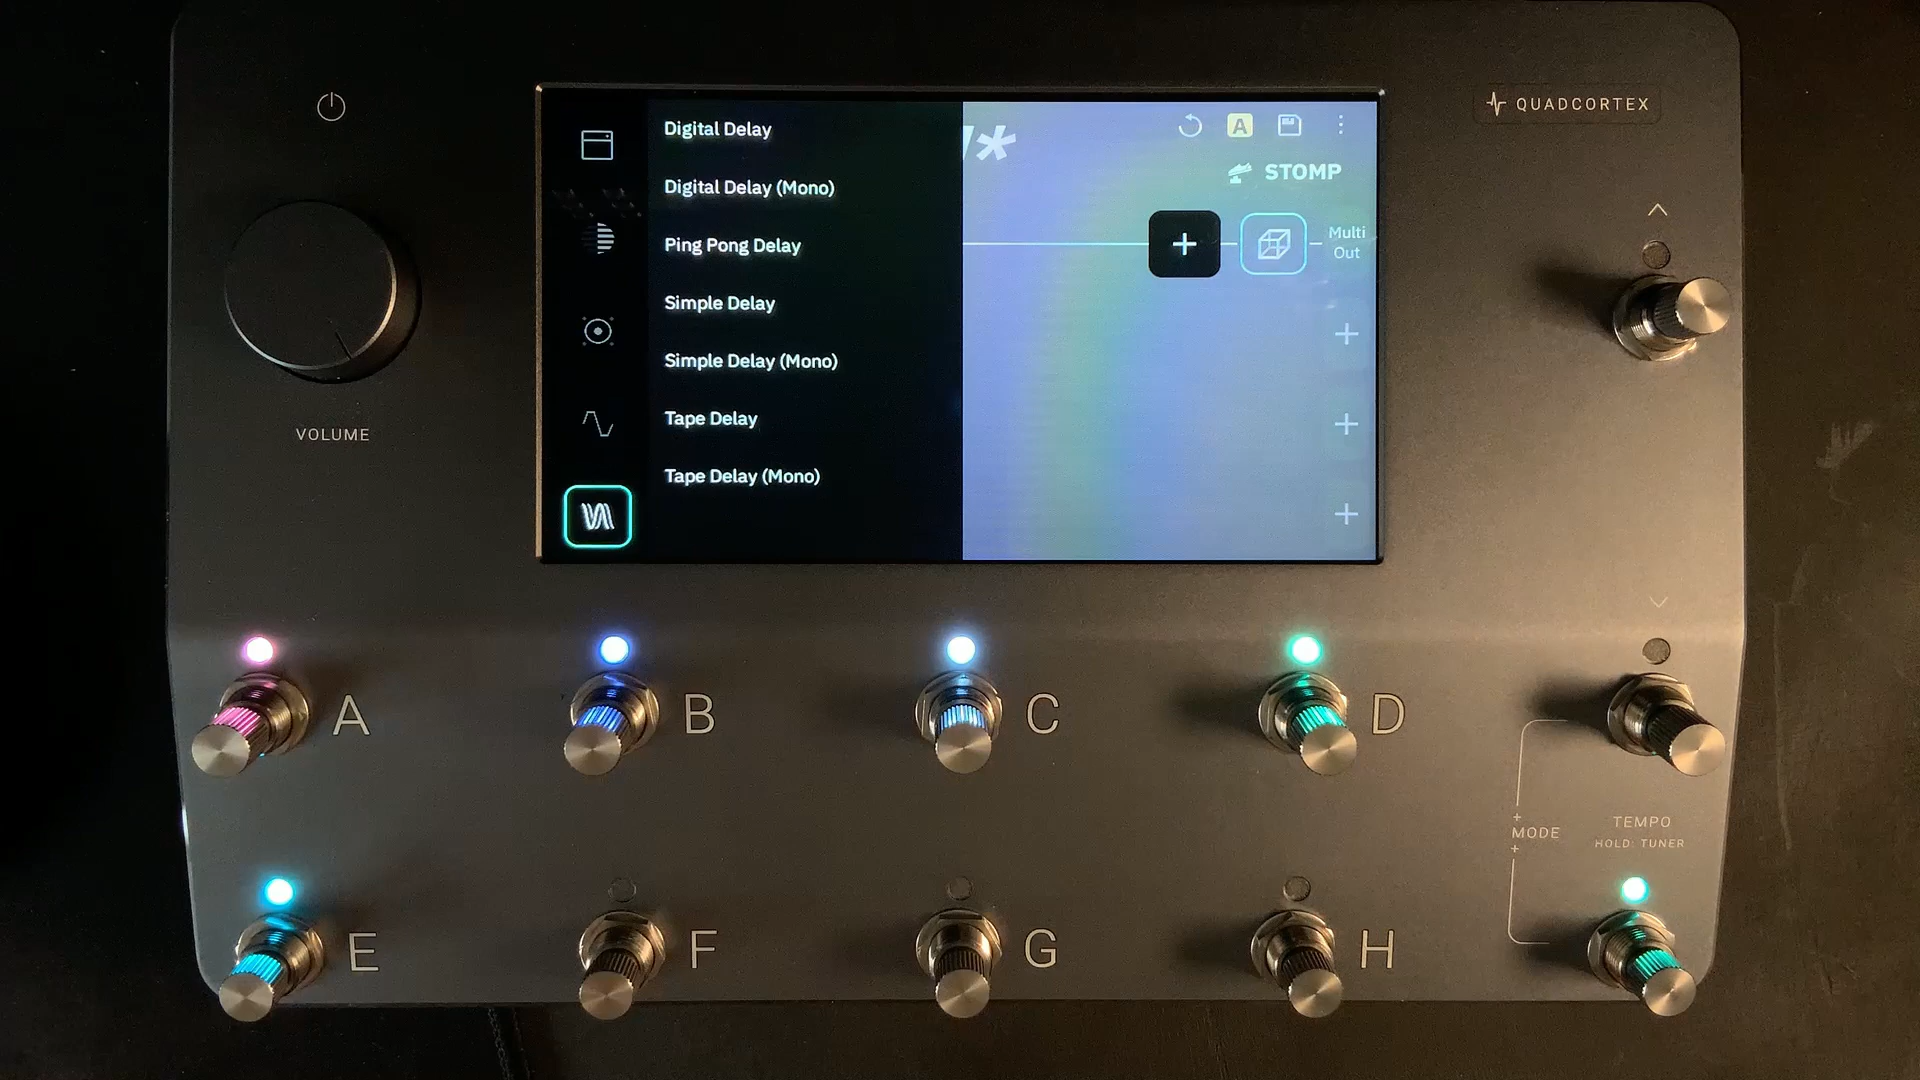 QUADCORTEX
Digital Delay
Digital Delay (Mono)
Ping Pong Delay
Simple Delay
Simple Delay (Mono)
Tape Delay
Tape Delay (Mono)
A
STOMP
Multi
Out
VOLUME
A
B
C
D
MODE
TEMPO
HOLD: TUNER
E
F
G
H